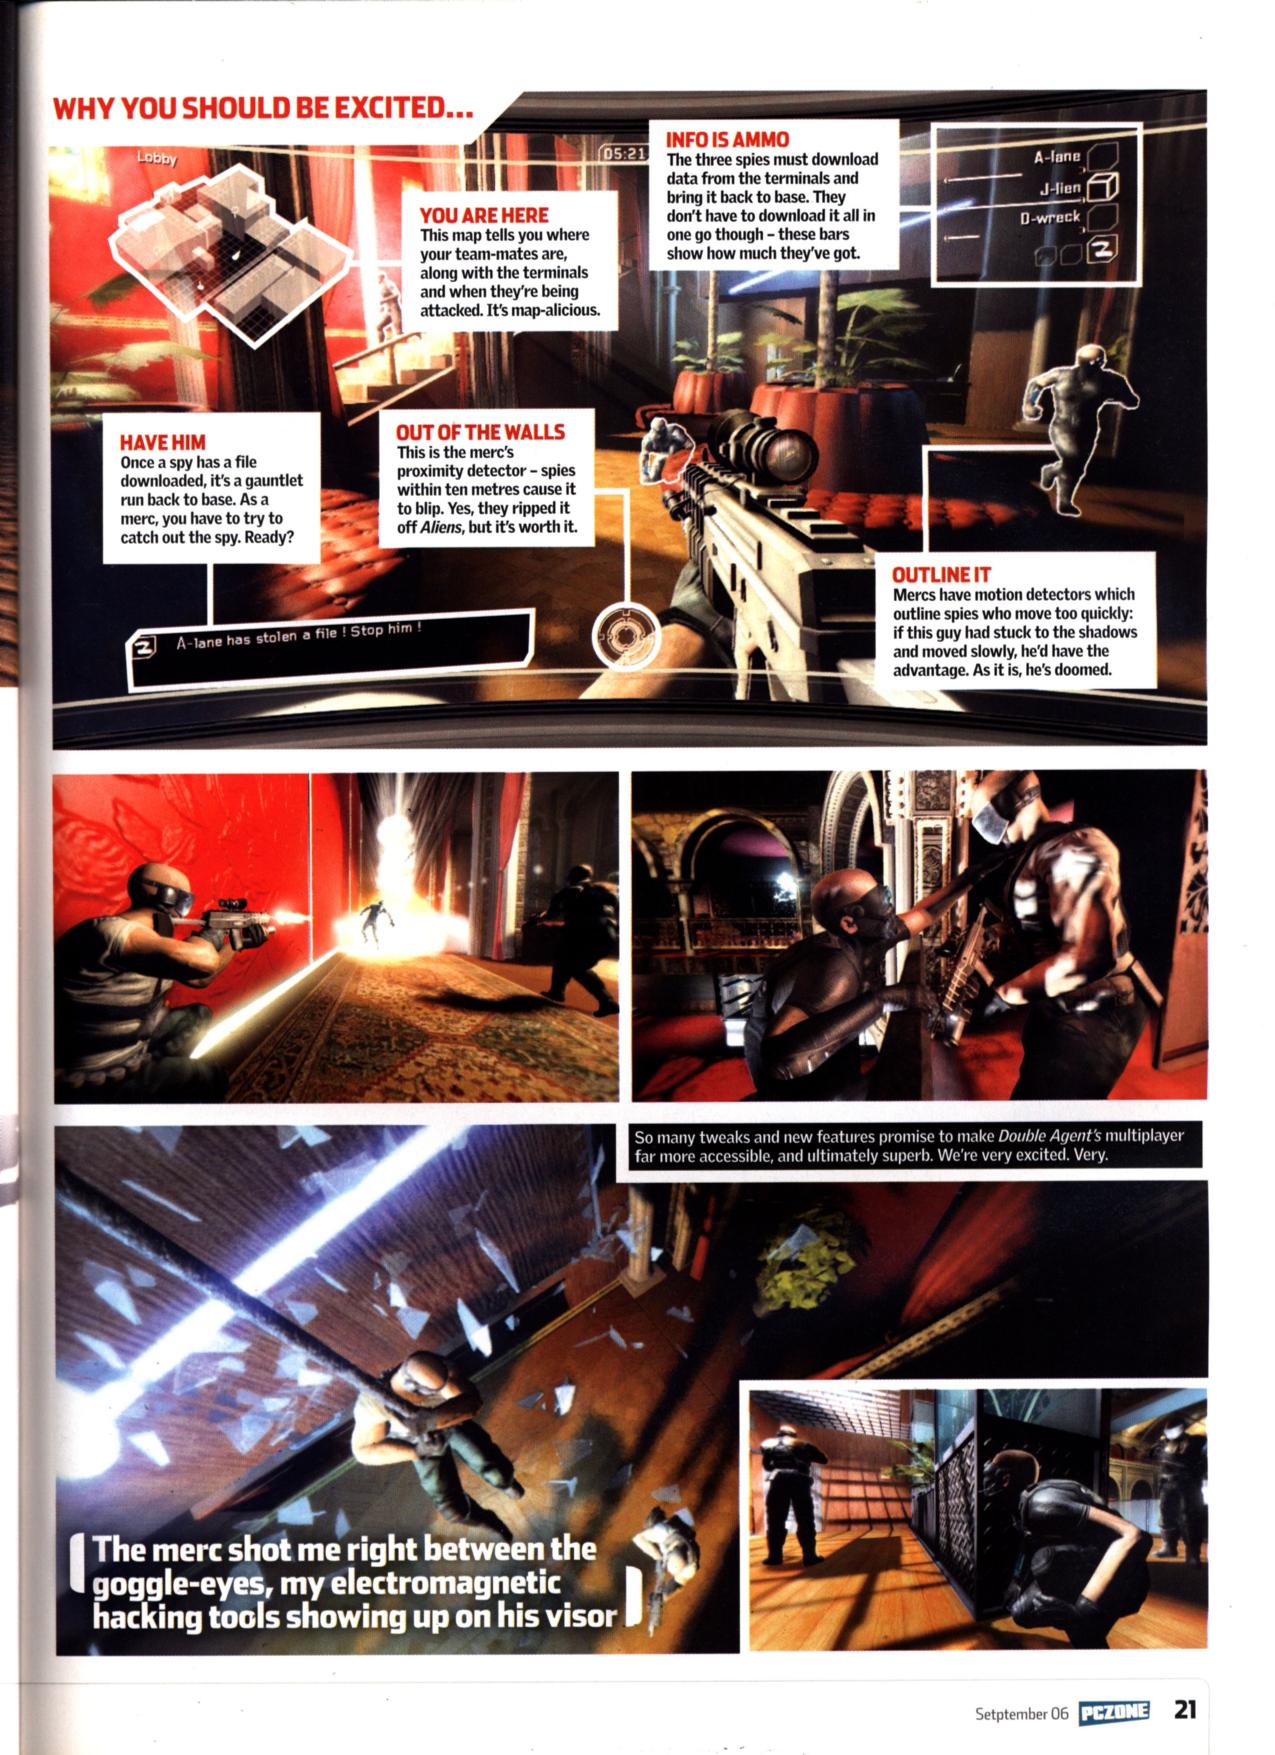 WHY YOU SHOULD BE EXCITED...
Lobby
05:21
YOU ARE HERE
This map tells you where
your team-mates are,
along with the terminals
and when they're being
attacked. It's map-alicious.
INFO IS AMMO
The three spies must download
data from the terminals and
bring it back to base. They
don't have to download it all in
one go though – these bars
show how much they've got.
A-lane
J-lien
D-wreck
2
HAVE HIM
Once a spy has a file
downloaded, it's a gauntlet
run back to base. As a
merc, you have to try to
catch out the spy. Ready?
OUT OF THE WALLS
This is the merc's
proximity detector – spies
within ten metres cause it
to blip. Yes, they ripped it
off Aliens, but it's worth it.
OUTLINE IT
Mercs have motion detectors which
outline spies who move too quickly:
if this guy had stuck to the shadows
and moved slowly, he'd have the
advantage. As it is, he's doomed.
2 A-lane has stolen a file ! Stop him !
So many tweaks and new features promise to make Double Agent's multiplayer
far more accessible, and ultimately superb. We're very excited. Very.
The merc shot me right between the
goggle-eyes, my electromagnetic
hacking tools showing up on his visor
Setptember 06 PCZONE 21